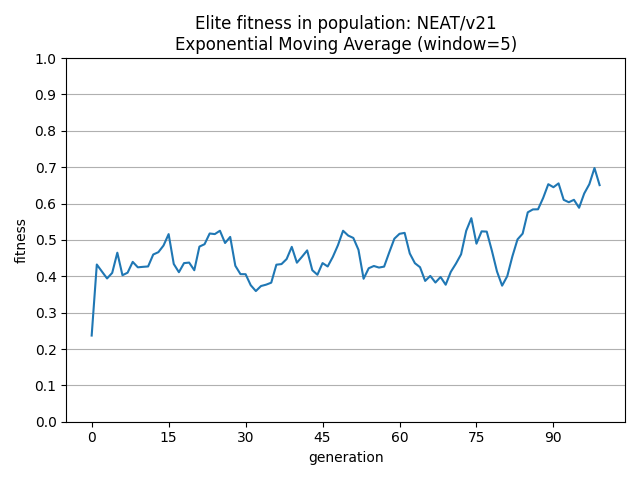 Elite fitness in population: NEAT/v21
Exponential Moving Average (window=5)
1.0
0.9
0.8
0.7
0.6
0.5
0.4
0.3
0.2
0.1
0.0
fitness
0 15 30 45 60 75 90
generation